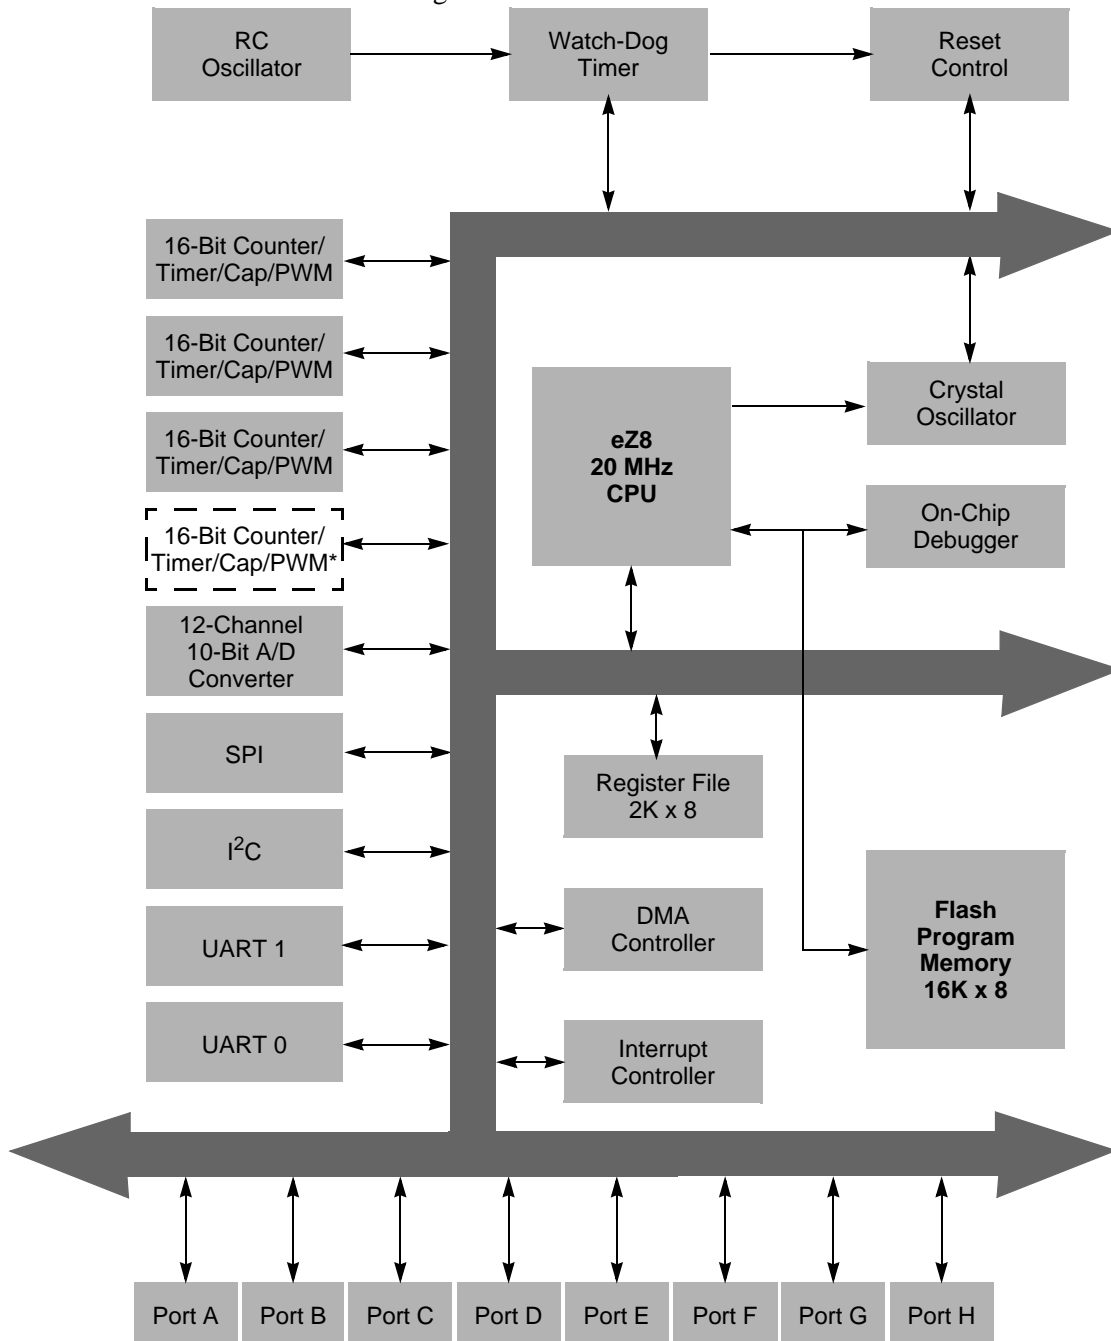 RC
Oscillator
Watch-Dog
Timer
Reset
Control
16-Bit Counter/
Timer/Cap/PWM
16-Bit Counter/
Timer/Cap/PWM
16-Bit Counter/
Timer/Cap/PWM
16-Bit Counter/
Timer/Cap/PWM*
12-Channel
10-Bit A/D
Converter
SPI
I²C
UART 1
UART 0
eZ8
20 MHz
CPU
Crystal
Oscillator
On-Chip
Debugger
Register File
2K x 8
DMA
Controller
Interrupt
Controller
Flash
Program
Memory
16K x 8
Port A
Port B
Port C
Port D
Port E
Port F
Port G
Port H